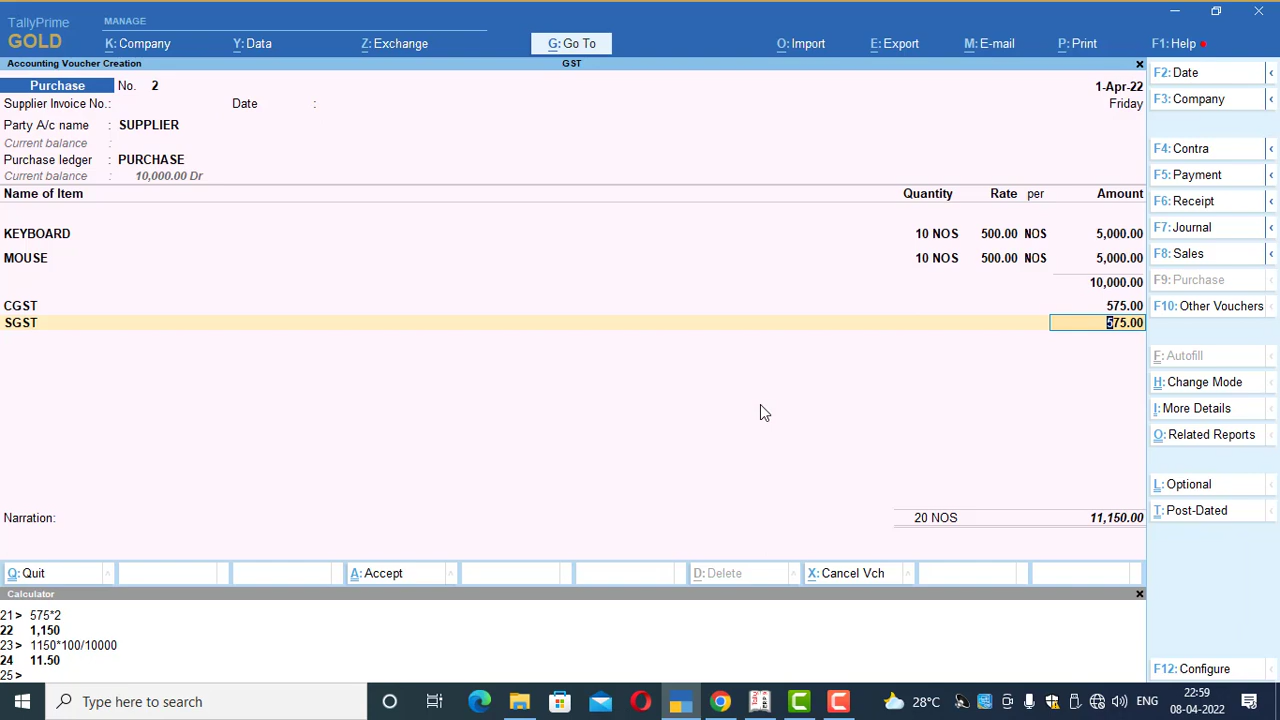 TallyPrime
GOLD
MANAGE
K: Company
Y: Data
Z: Exchange
G: Go To
O: Import
E: Export
M: E-mail
P: Print
F1: Help
Accounting Voucher Creation
GST
Purchase No. 2
1-Apr-22
Supplier Invoice No.: Date :
Friday
Party A/c name : SUPPLIER
Current balance :
Purchase ledger : PURCHASE
Current balance : 10,000.00 Dr
Name of Item Quantity Rate per Amount
KEYBOARD 10 NOS 500.00 NOS 5,000.00
MOUSE 10 NOS 500.00 NOS 5,000.00
10,000.00
CGST 575.00
SGST 575.00
Narration: 20 NOS 11,150.00
Q: Quit
A: Accept
D: Delete
X: Cancel Vch
F2: Date
F3: Company
F4: Contra
F5: Payment
F6: Receipt
F7: Journal
F8: Sales
F9: Purchase
F10: Other Vouchers
F: Autofill
H: Change Mode
I: More Details
O: Related Reports
L: Optional
T: Post-Dated
F12: Configure
Calculator
21> 575*2
22 1,150
23> 1150*100/10000
24 11.50
25>
Type here to search
28°C
ENG
22:59
08-04-2022